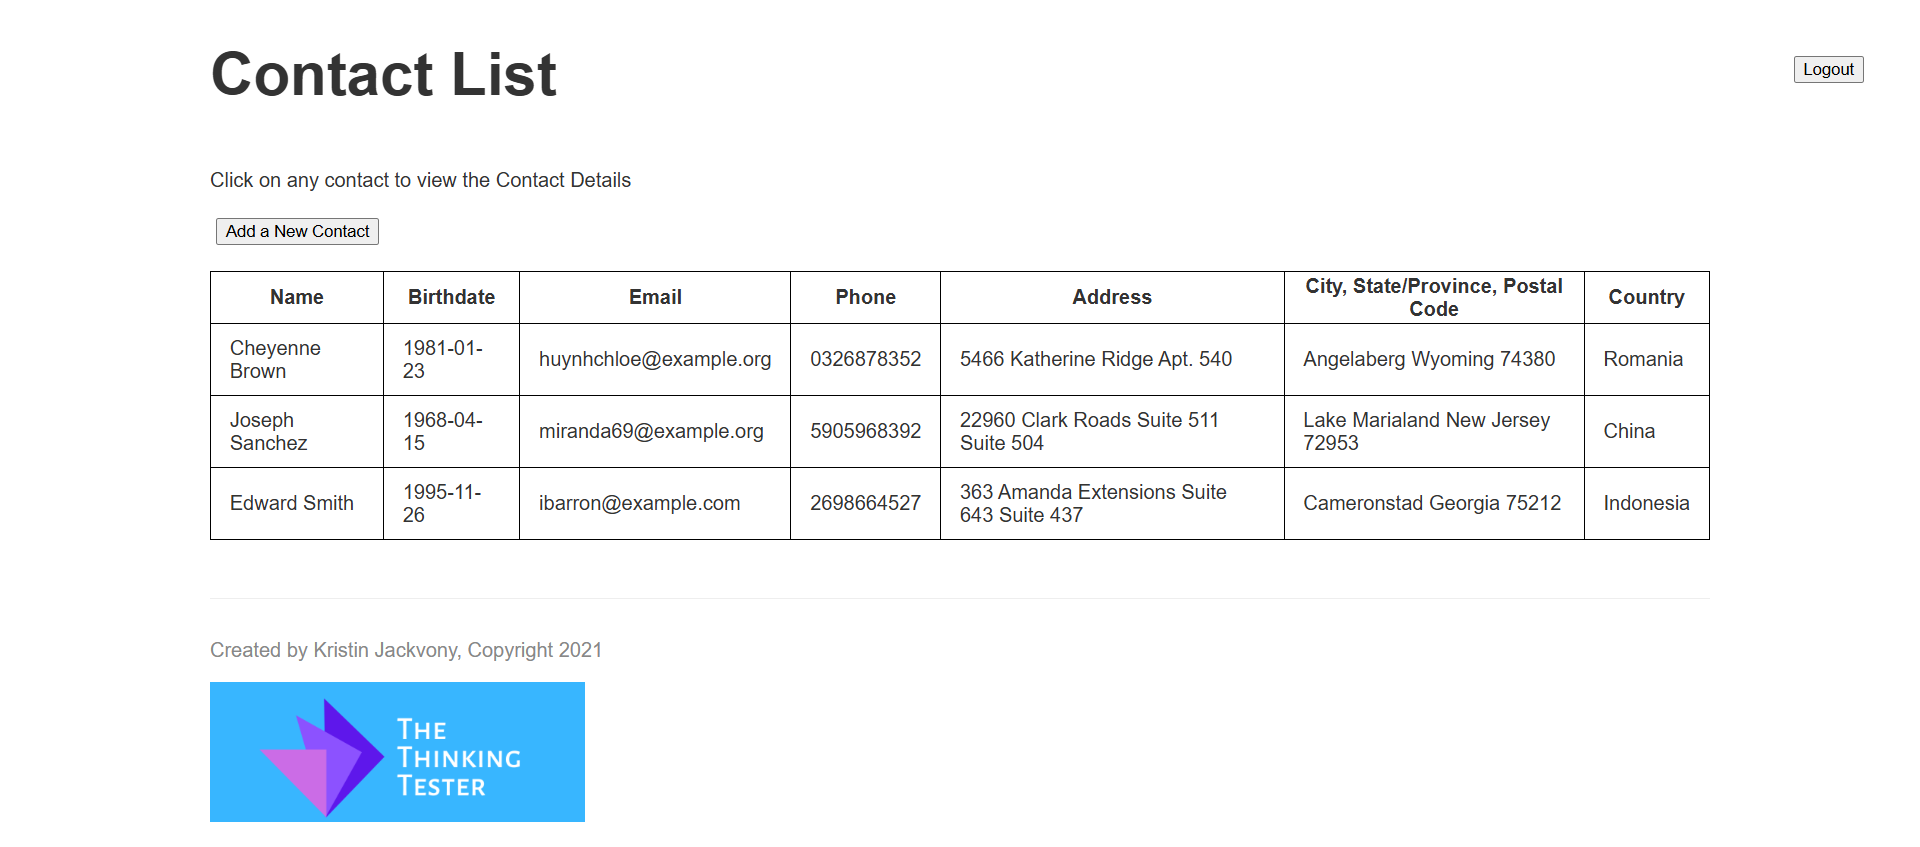 Contact List
Logout
Click on any contact to view the Contact Details
Add a New Contact
Name Birthdate Email Phone Address City, State/Province, Postal Code Country
Cheyenne Brown 1981-01-23 huynhchloe@example.org 0326878352 5466 Katherine Ridge Apt. 540 Angelaberg Wyoming 74380 Romania
Joseph Sanchez 1968-04-15 miranda69@example.org 5905968392 22960 Clark Roads Suite 511 Suite 504 Lake Marialand New Jersey 72953 China
Edward Smith 1995-11-26 ibarron@example.com 2698664527 363 Amanda Extensions Suite 643 Suite 437 Cameronstad Georgia 75212 Indonesia
Created by Kristin Jackvony, Copyright 2021
THE
THINKING
TESTER